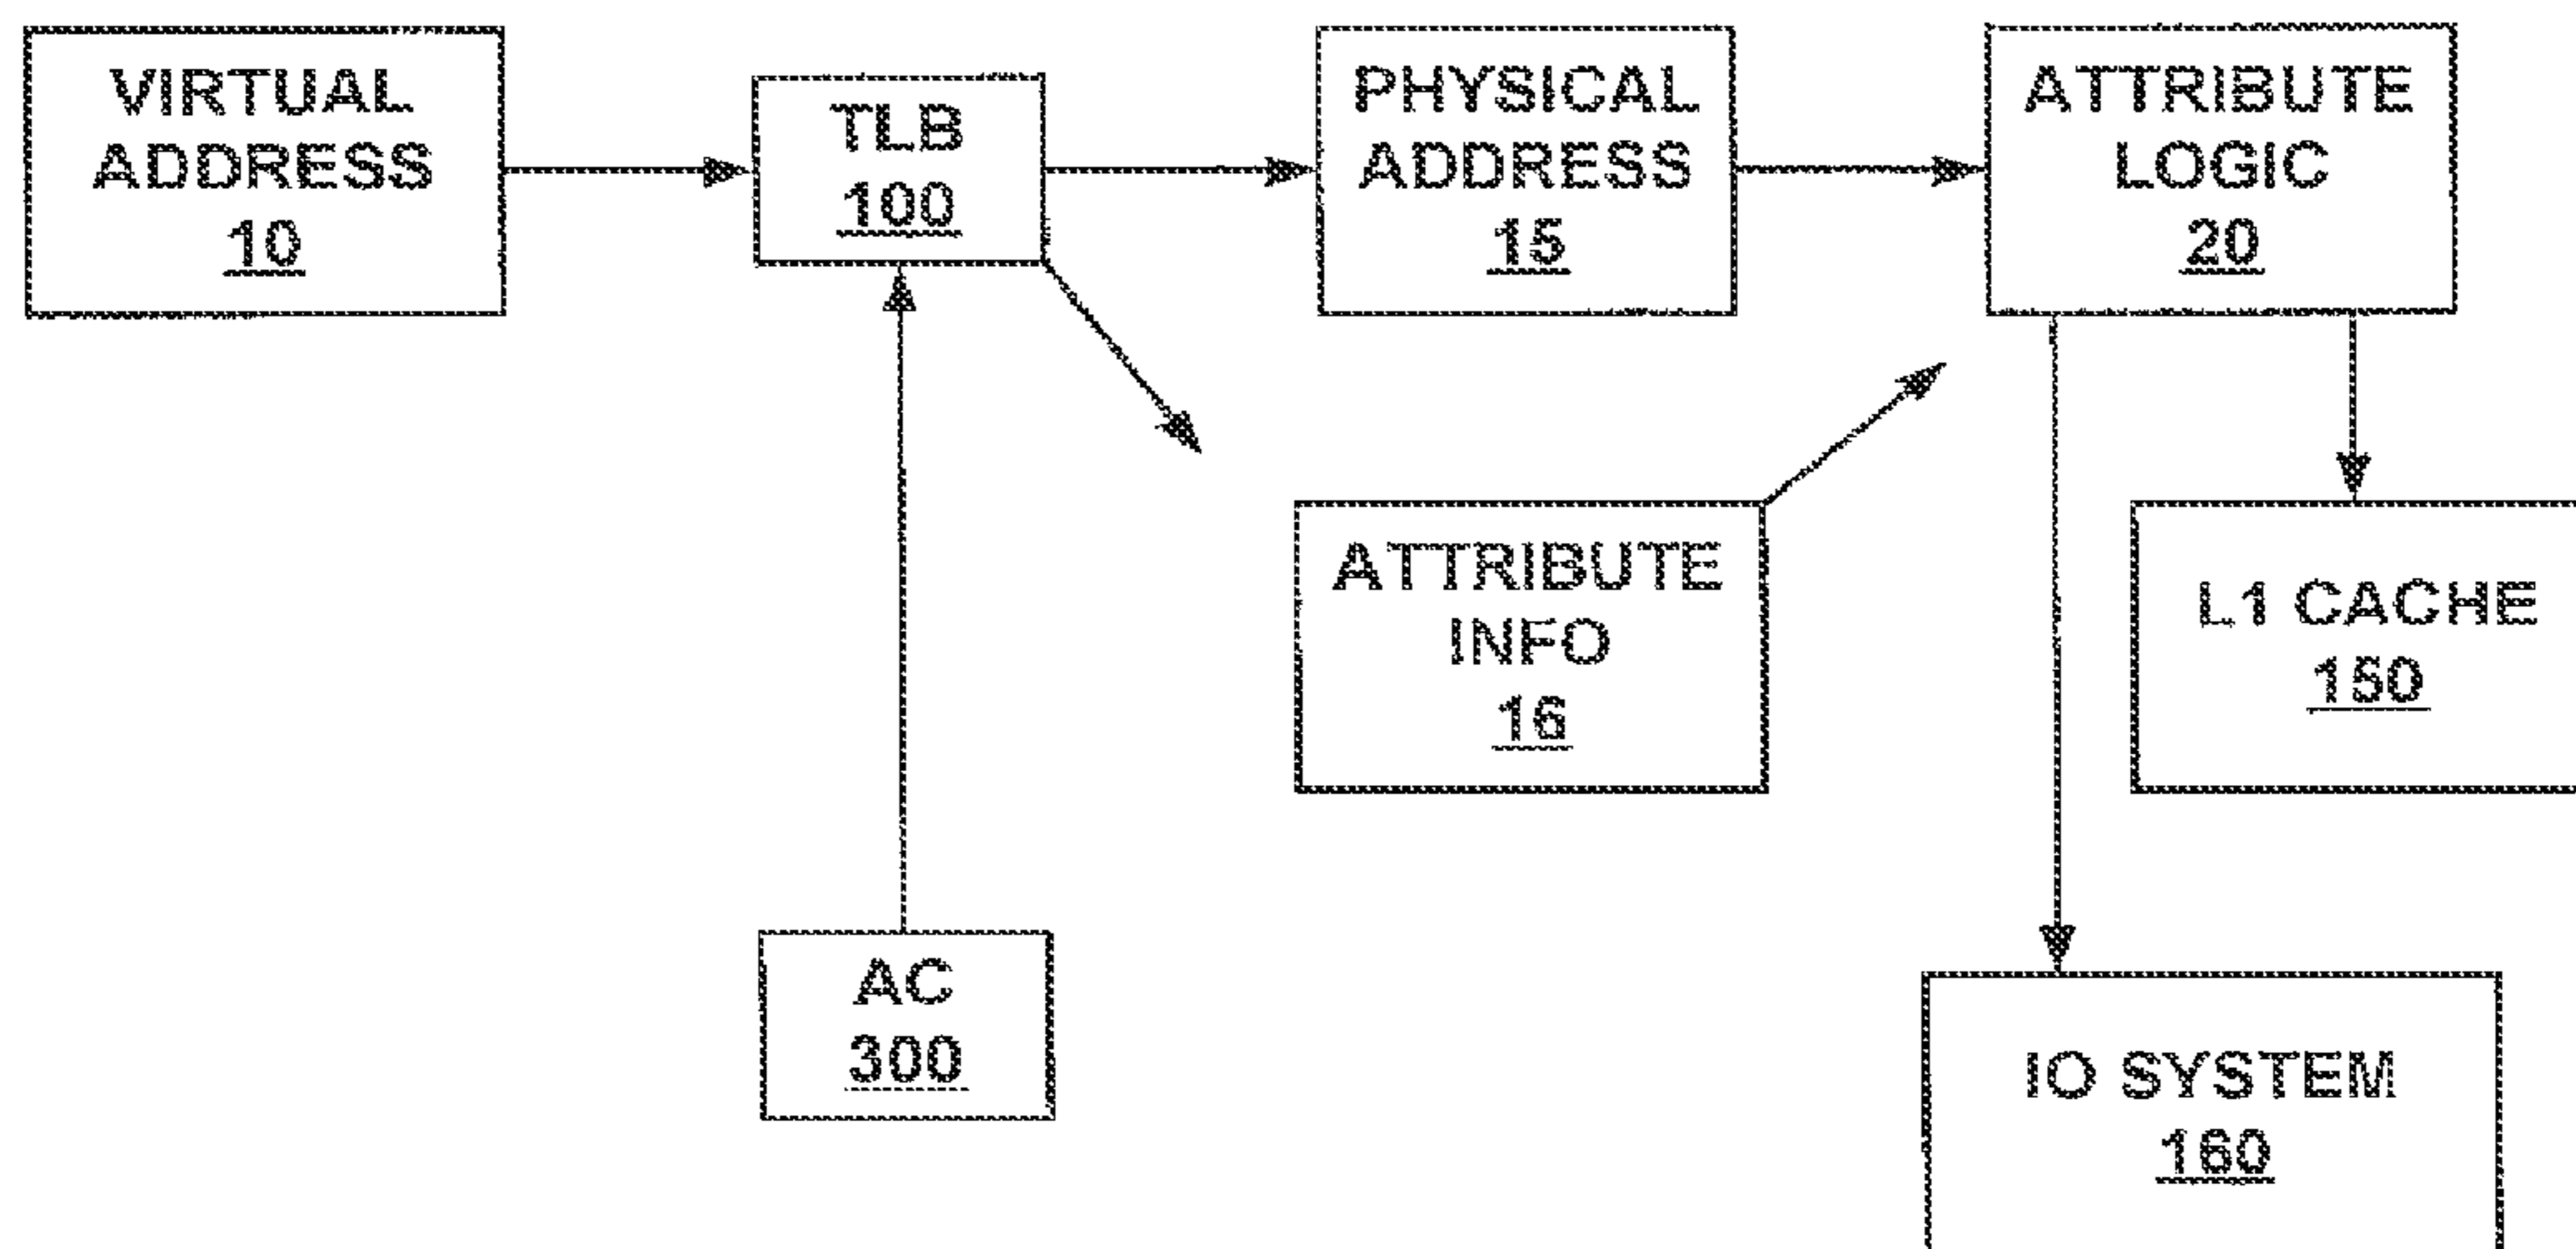 VIRTUAL
ADDRESS
10
TLB
100
PHYSICAL
ADDRESS
15
ATTRIBUTE
LOGIC
20
ATTRIBUTE
INFO
16
L1 CACHE
150
AC
300
IO SYSTEM
160